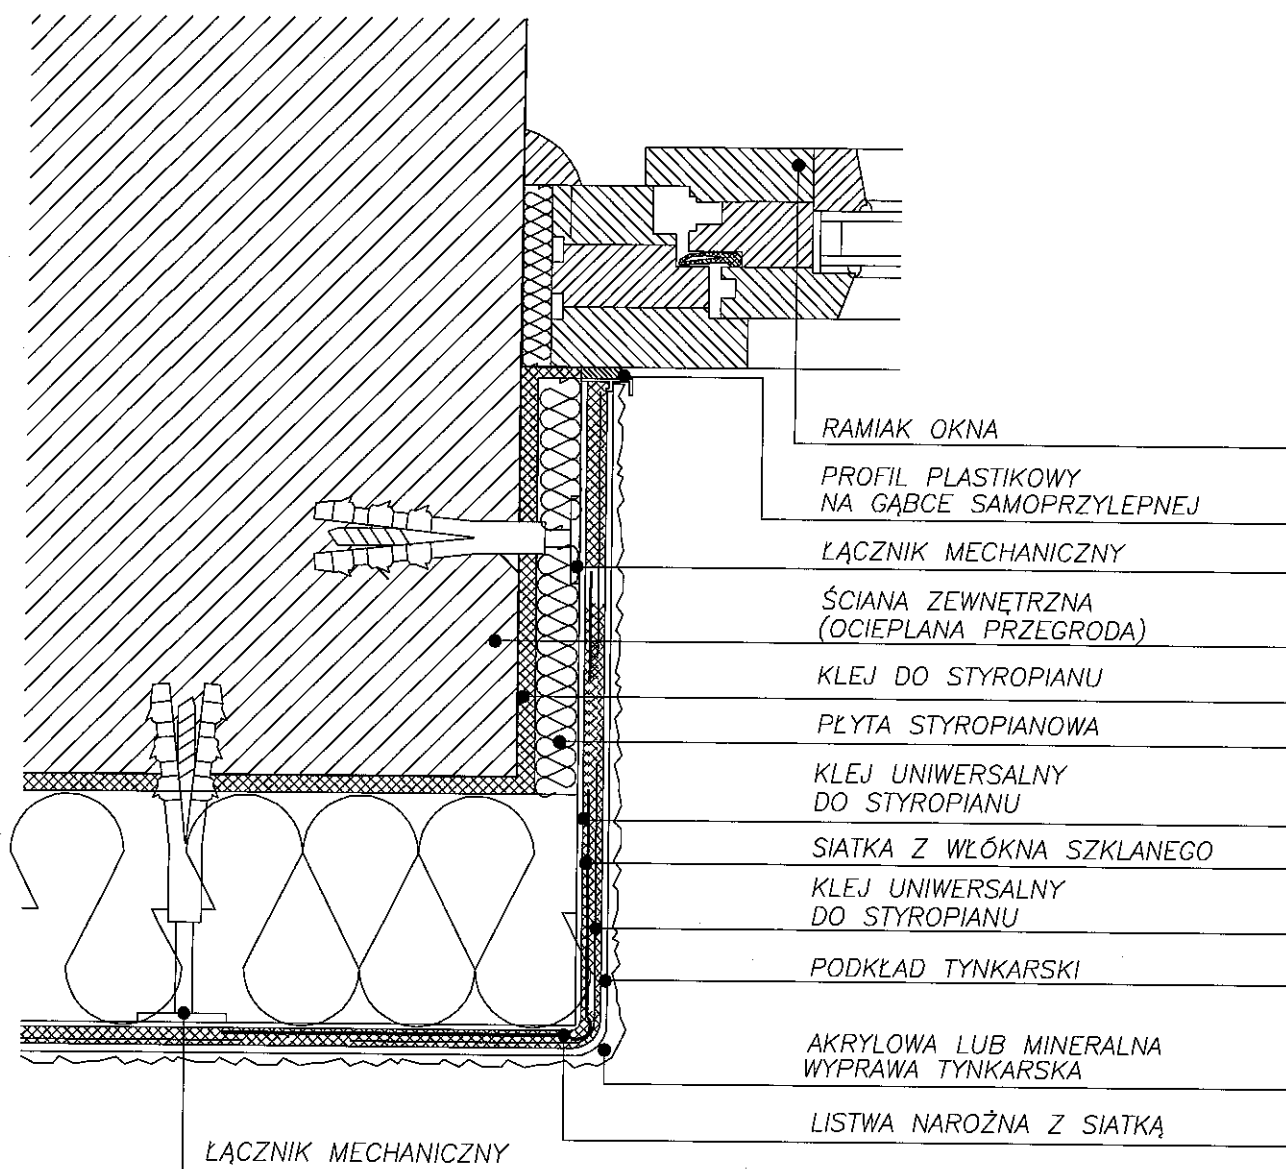 RAMIAK OKNA
PROFIL PLASTIKOWY
NA GĄBCE SAMOPRZYLEPNEJ
ŁĄCZNIK MECHANICZNY
ŚCIANA ZEWNĘTRZNA
(OCIEPLANA PRZEGRODA)
KLEJ DO STYROPIANU
PŁYTA STYROPIANOWA
KLEJ UNIWERSALNY
DO STYROPIANU
SIATKA Z WŁÓKNA SZKLANEGO
KLEJ UNIWERSALNY
DO STYROPIANU
PODKŁAD TYNKARSKI
AKRYLOWA LUB MINERALNA
WYPRAWA TYNKARSKA
LISTWA NAROŻNA Z SIATKĄ
ŁĄCZNIK MECHANICZNY